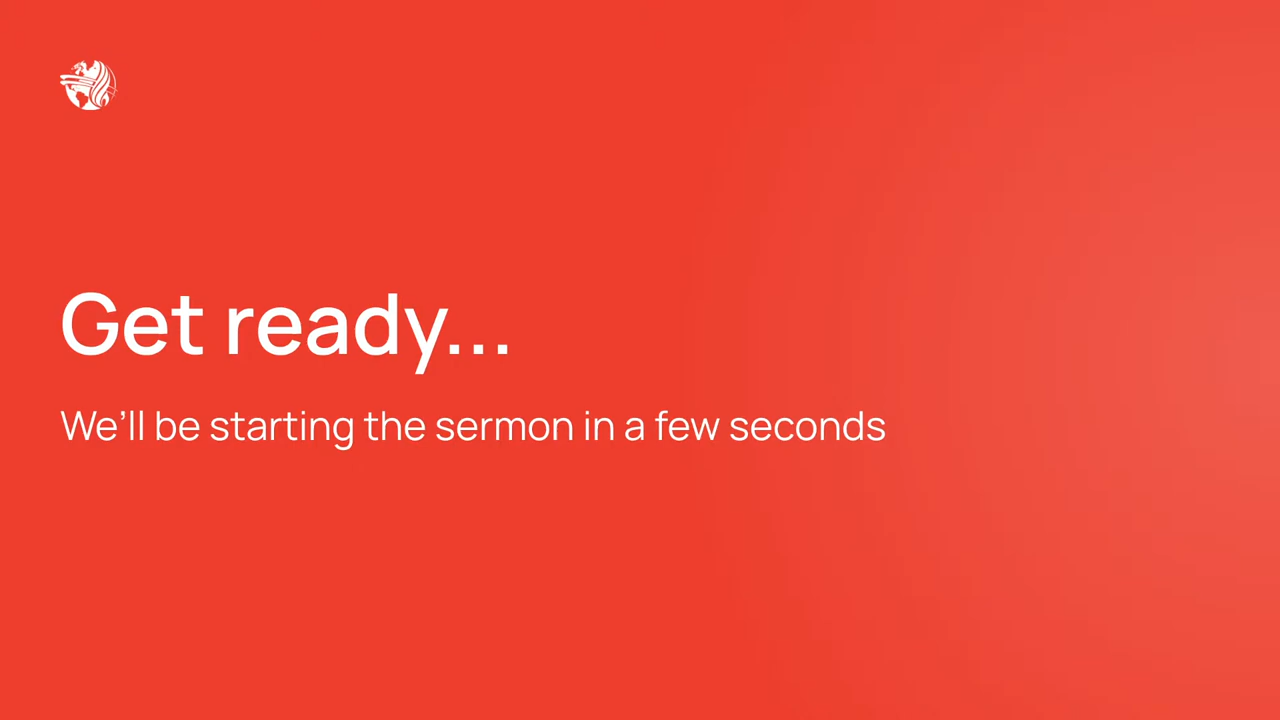 Get ready...
We’ll be starting the sermon in a few seconds